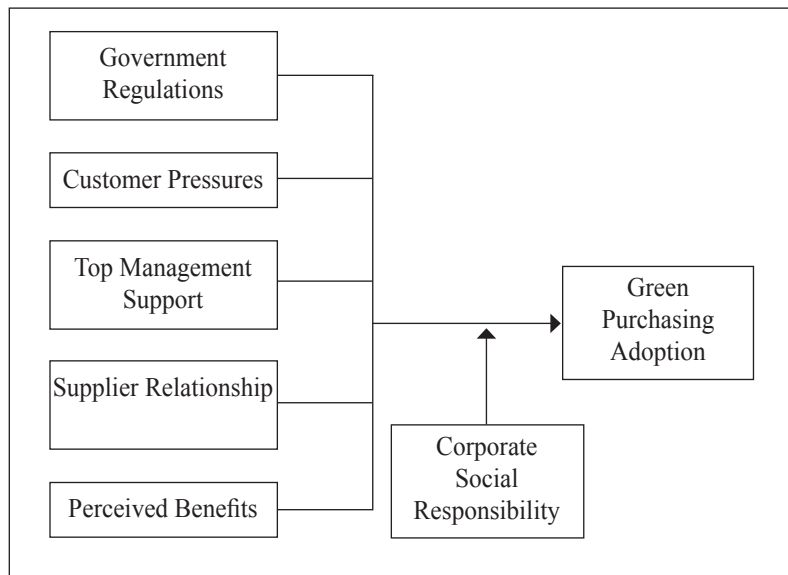 Government
Regulations
Customer Pressures
Top Management
Support
Supplier Relationship
Perceived Benefits
Green
Purchasing
Adoption
Corporate
Social
Responsibility